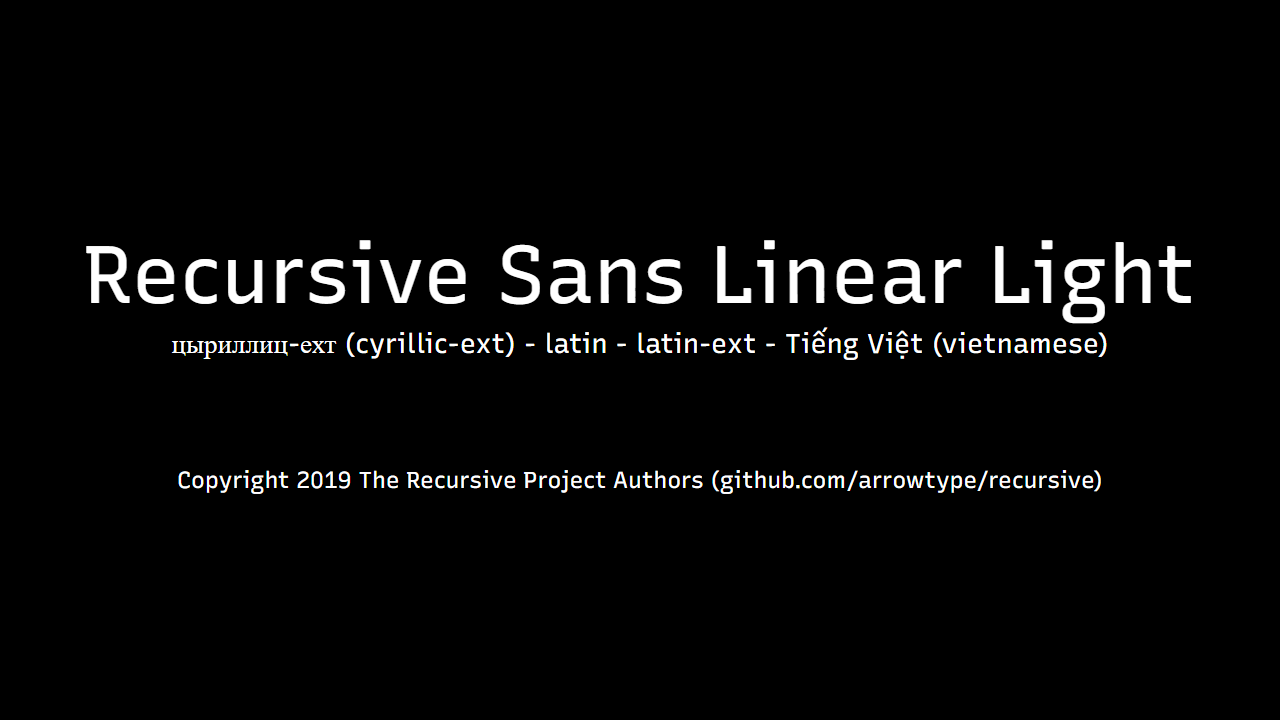 Recursive Sans Linear Light
цыриллиц-ехт (cyrillic-ext) - latin - latin-ext - Tiếng Việt (vietnamese)
Copyright 2019 The Recursive Project Authors (github.com/arrowtype/recursive)